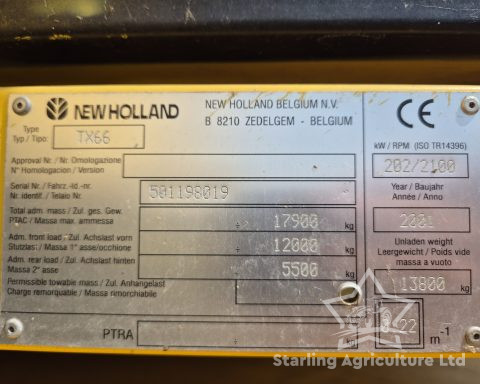 NEW HOLLAND
NEW HOLLAND BELGIUM N.V.
B 8210 ZEDELGEM - BELGIUM
CE
Type
Typ / Tipo:
TX66
kW / RPM (ISO TR14396)
202/2100
Approval Nr / Nr. Omologazione
N° Homologation / Version
Serial Nr / Fahrz.-Id.-nr.
Nr. identif. / Telaio Nr.
501198019
Year / Baujahr
Année / Anno
2001
Total adm. mass / Zul. ges. Gew.
PTAC / Massa max. ammessa
÷ 17900 kg
Adm. front load / Zul. Achslast vorn
Stutzlast / Massa 1° asse/occhione
÷ 12000 kg
Unladen weight
Leergewicht / Poids vide
massa a vuoto
13800 kg
Adm. rear load / Zul. Achslast hinten
Massa 2° asse
÷ 5500 kg
Permissible towable mass / Zul. Anhangelast
Charge remorquable / Massa rimorchiabile
kg
PTRA
÷
22 m-1
Starling Agriculture Ltd